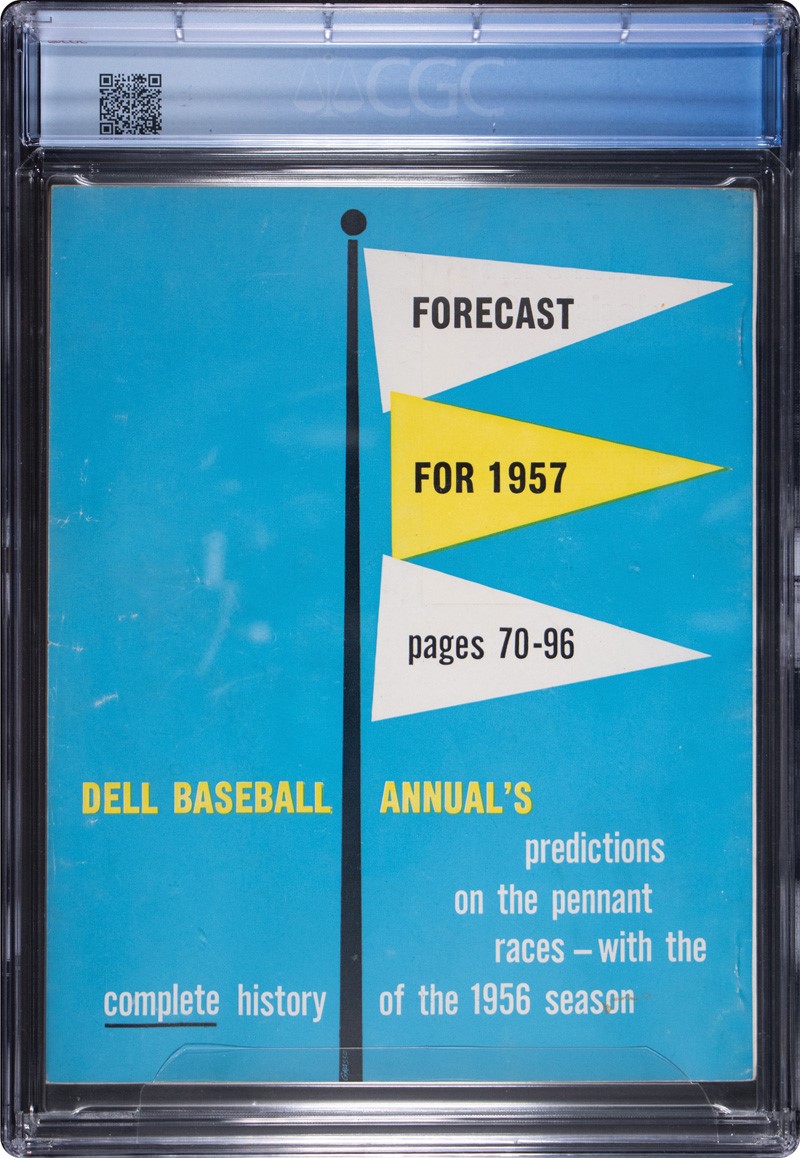 CGC
FORECAST
FOR 1957
pages 70-96
DELL BASEBALL ANNUAL'S
predictions
on the pennant
races – with the
complete history of the 1956 season